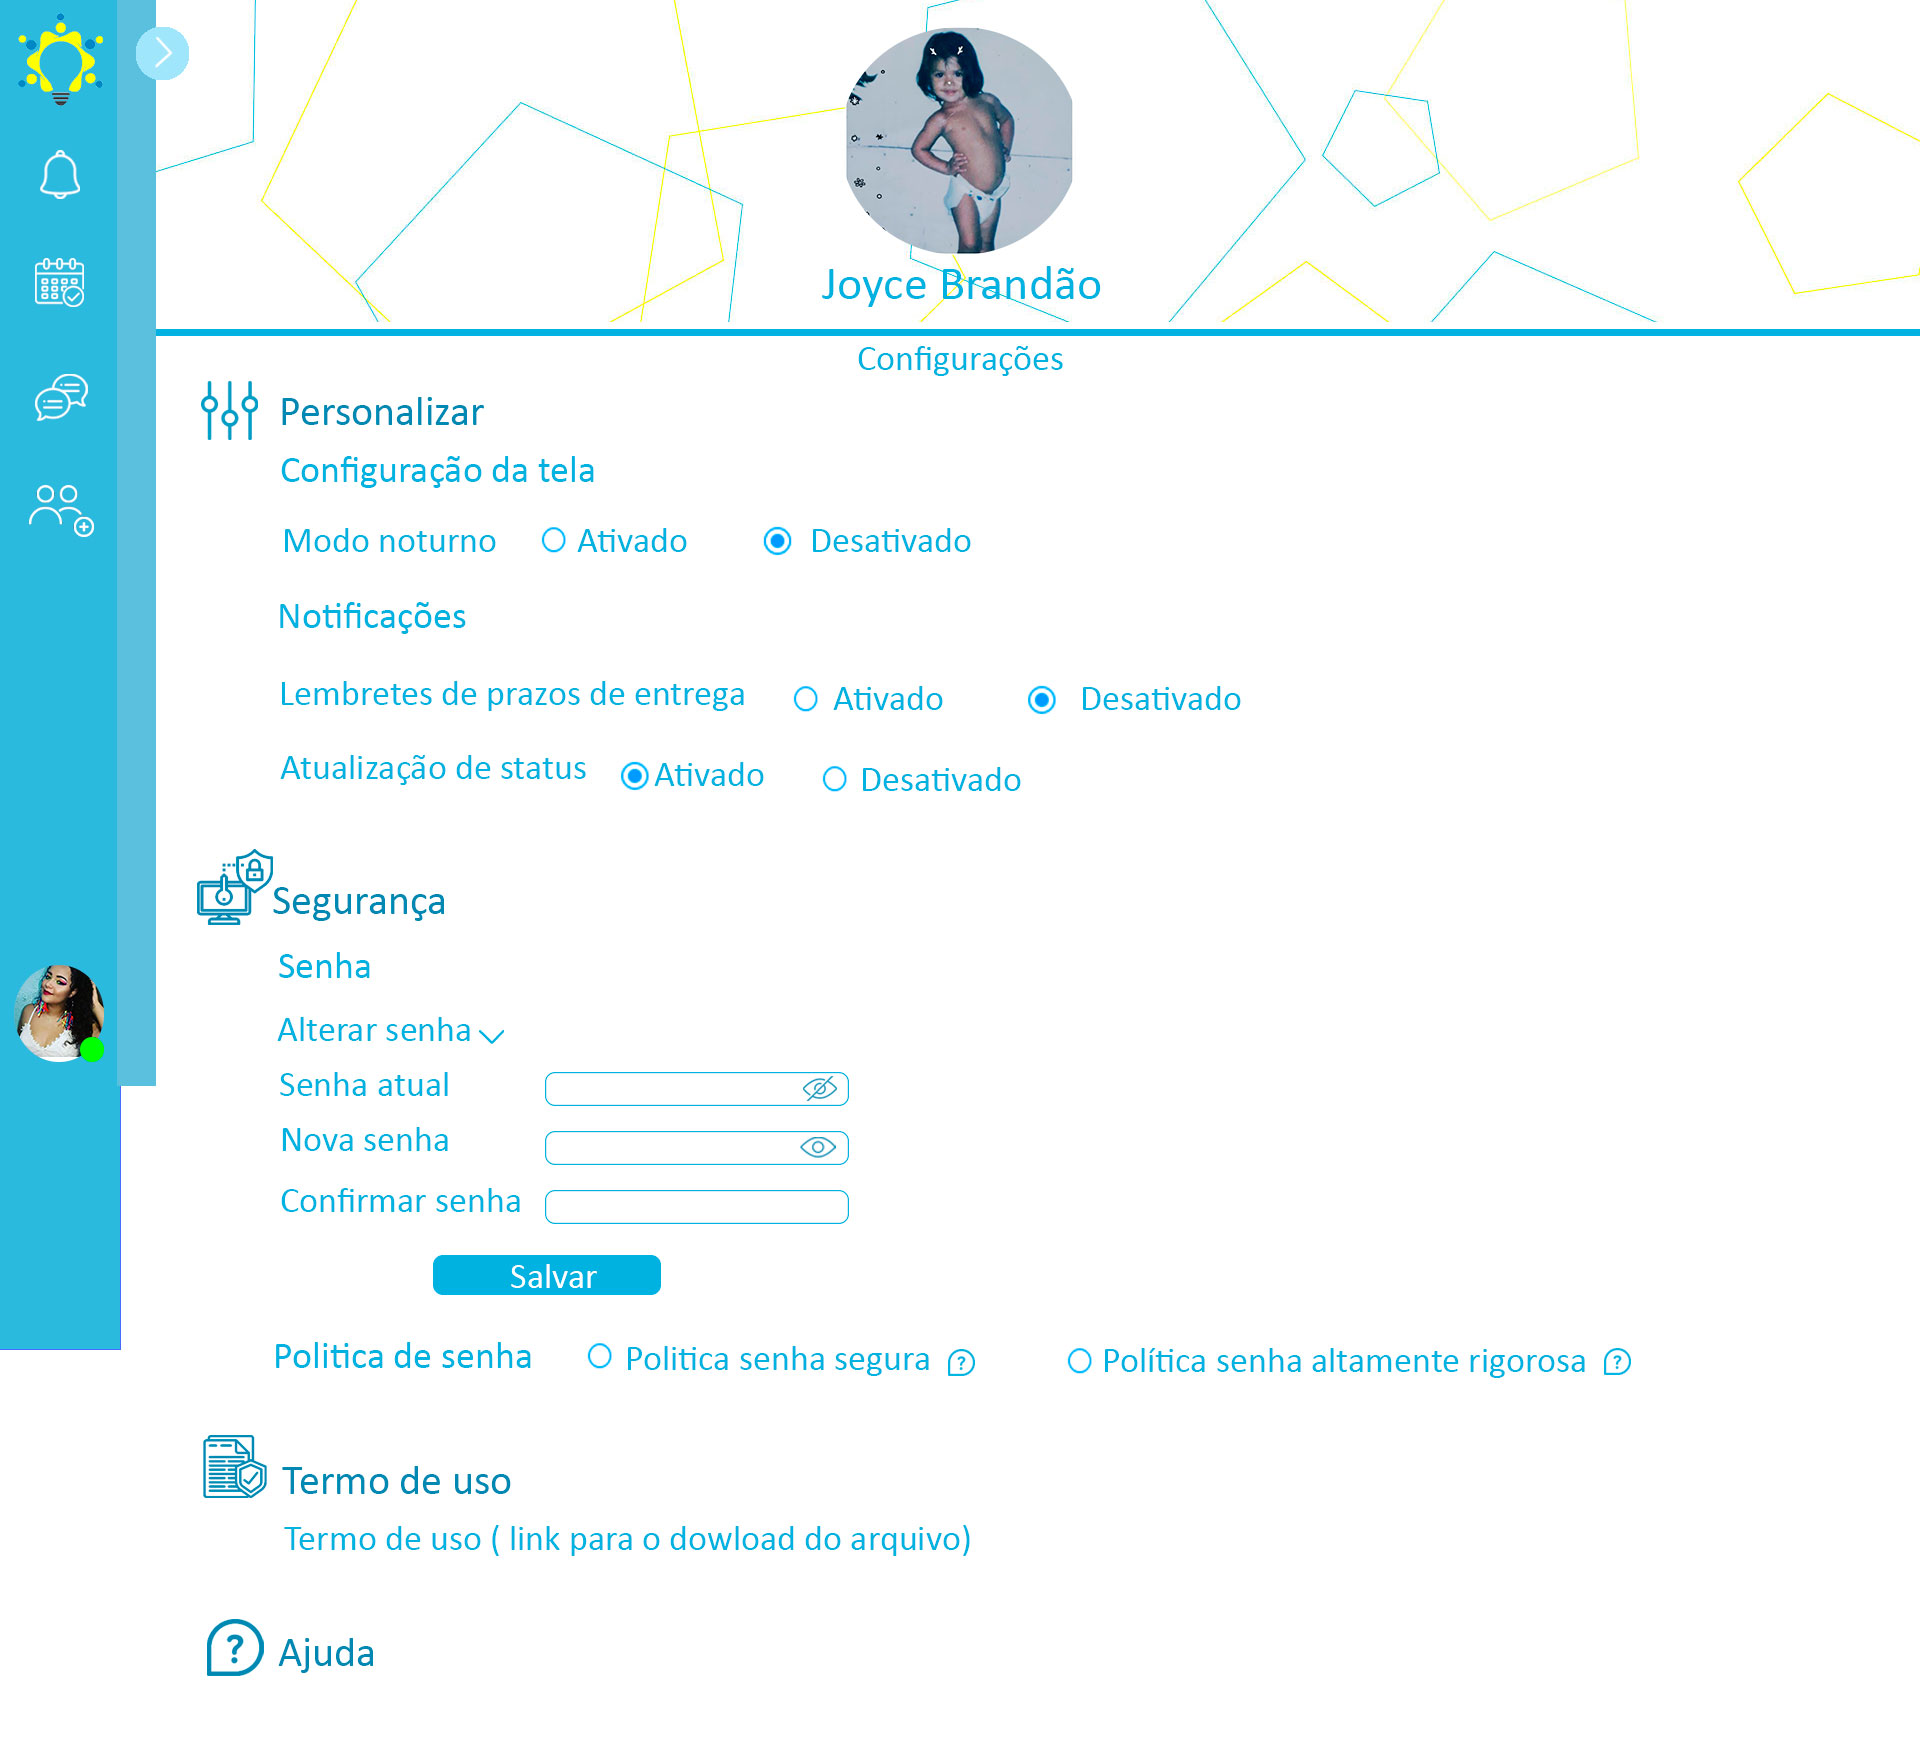 Joyce Brandão
Configurações
Personalizar
Configuração da tela
Modo noturno Ativado Desativado
Notificações
Lembretes de prazos de entrega Ativado Desativado
Atualização de status Ativado Desativado
Segurança
Senha
Alterar senha
Senha atual
Nova senha
Confirmar senha
Salvar
Politica de senha Politica senha segura ? Política senha altamente rigorosa ?
Termo de uso
Termo de uso ( link para o dowload do arquivo)
? Ajuda